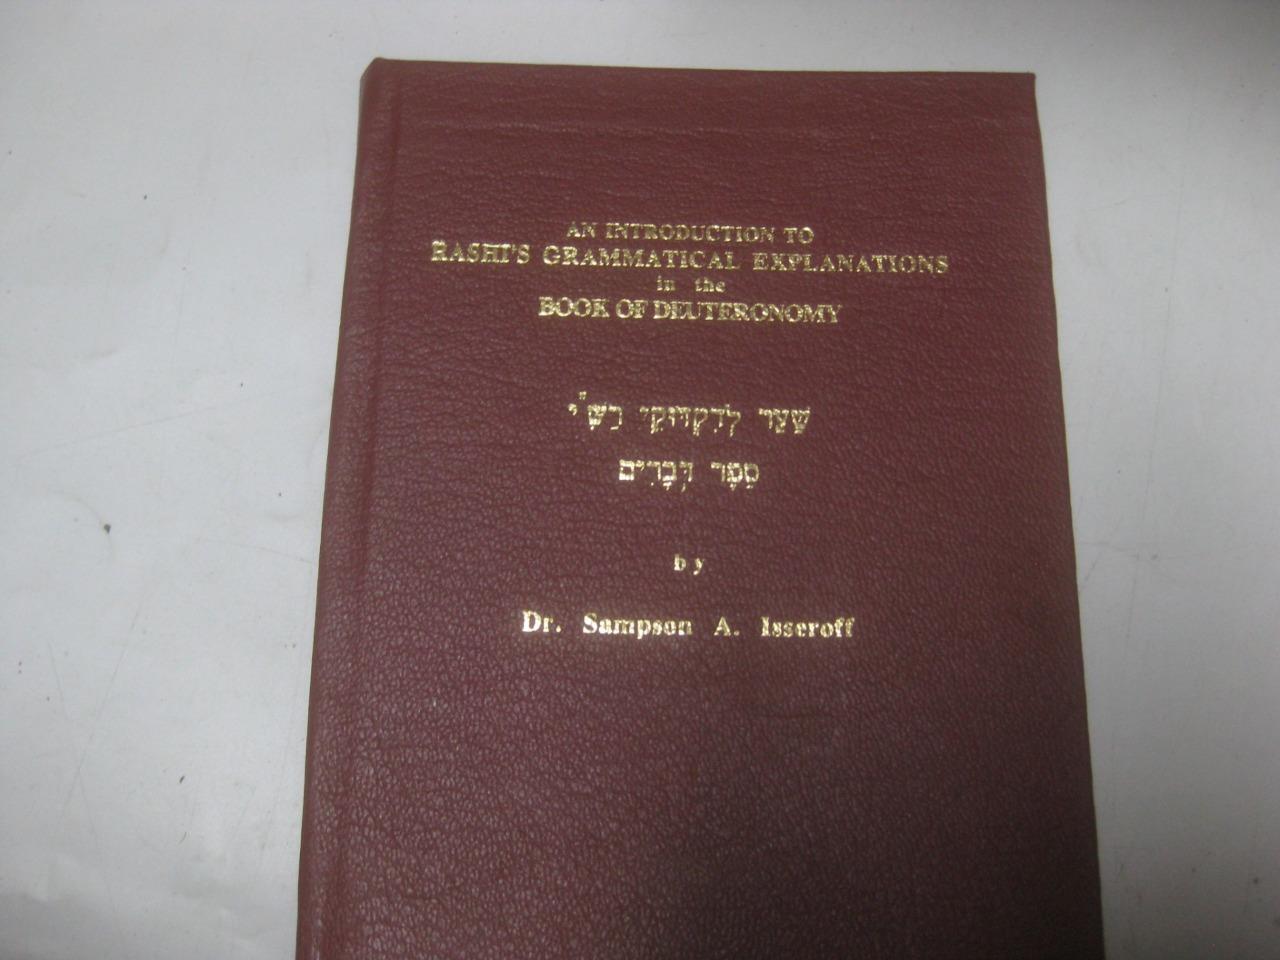 AN INTRODUCTION TO
RASHI'S GRAMMATICAL EXPLANATIONS
in the
BOOK OF DEUTERONOMY
שַׁעַר לְדִקְדּוּקֵי רַשִּׁ"י
סֵפֶר דְּבָרִים
by
Dr. Sampson A. Isseroff